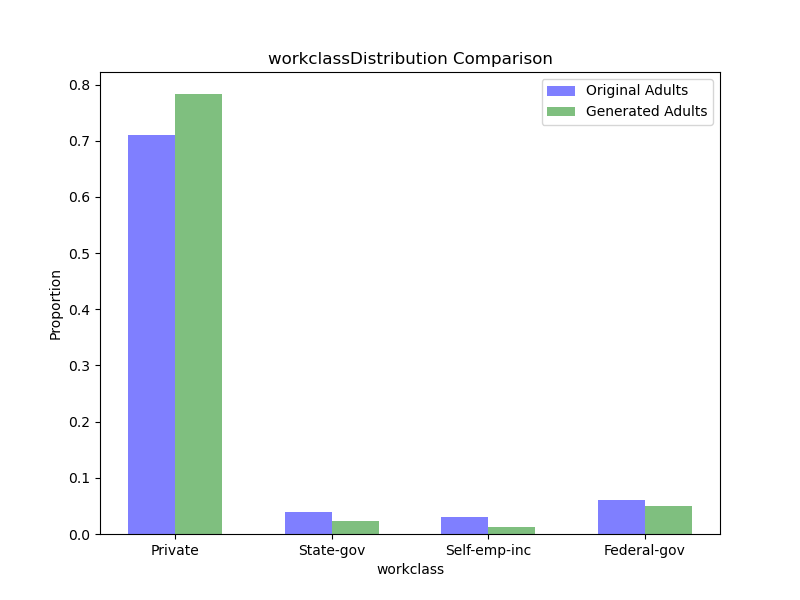 workclassDistribution Comparison
Original Adults
Generated Adults
0.8
0.7
0.6
0.5
0.4
0.3
0.2
0.1
0.0
Proportion
Private State-gov Self-emp-inc Federal-gov
workclass